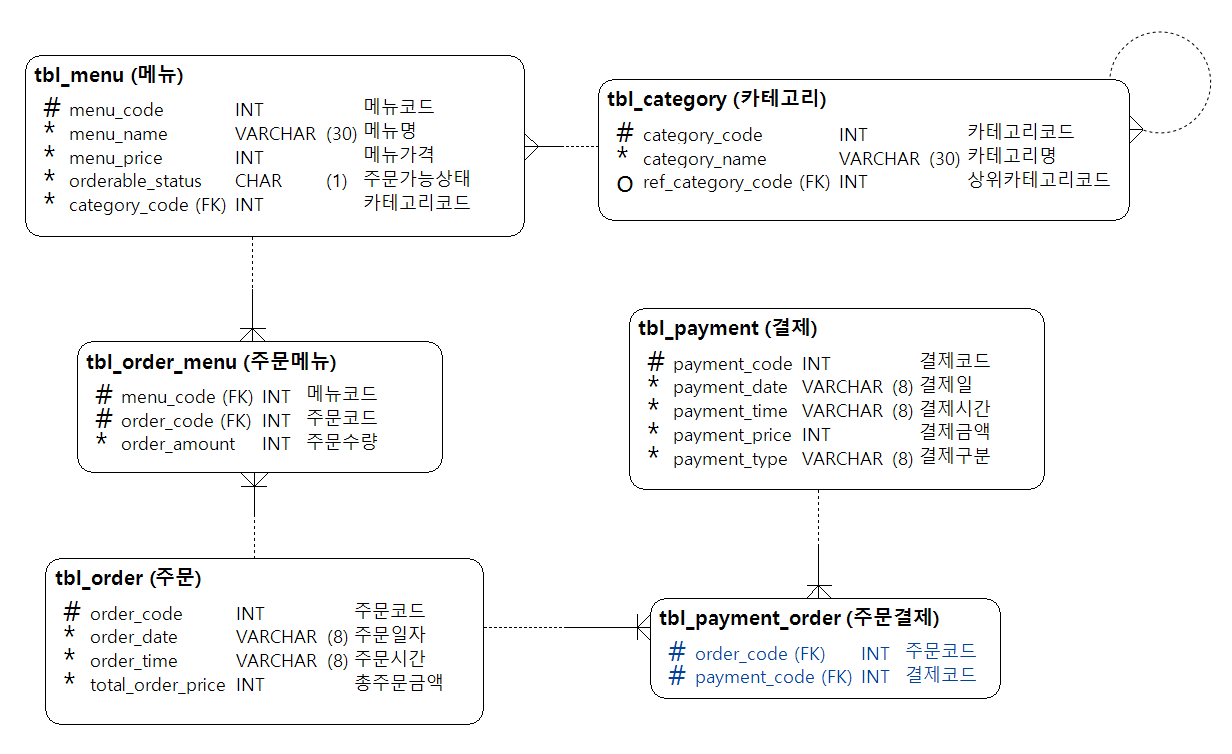 tbl_menu (메뉴)
# menu_code INT 메뉴코드
* menu_name VARCHAR (30) 메뉴명
* menu_price INT 메뉴가격
* orderable_status CHAR (1) 주문가능상태
* category_code (FK) INT 카테고리코드
tbl_category (카테고리)
# category_code INT 카테고리코드
* category_name VARCHAR (30) 카테고리명
o ref_category_code (FK) INT 상위카테고리코드
tbl_order_menu (주문메뉴)
# menu_code (FK) INT 메뉴코드
# order_code (FK) INT 주문코드
* order_amount INT 주문수량
tbl_payment (결제)
# payment_code INT 결제코드
* payment_date VARCHAR (8) 결제일
* payment_time VARCHAR (8) 결제시간
* payment_price INT 결제금액
* payment_type VARCHAR (8) 결제구분
tbl_order (주문)
# order_code INT 주문코드
* order_date VARCHAR (8) 주문일자
* order_time VARCHAR (8) 주문시간
* total_order_price INT 총주문금액
tbl_payment_order (주문결제)
# order_code (FK) INT 주문코드
# payment_code (FK) INT 결제코드